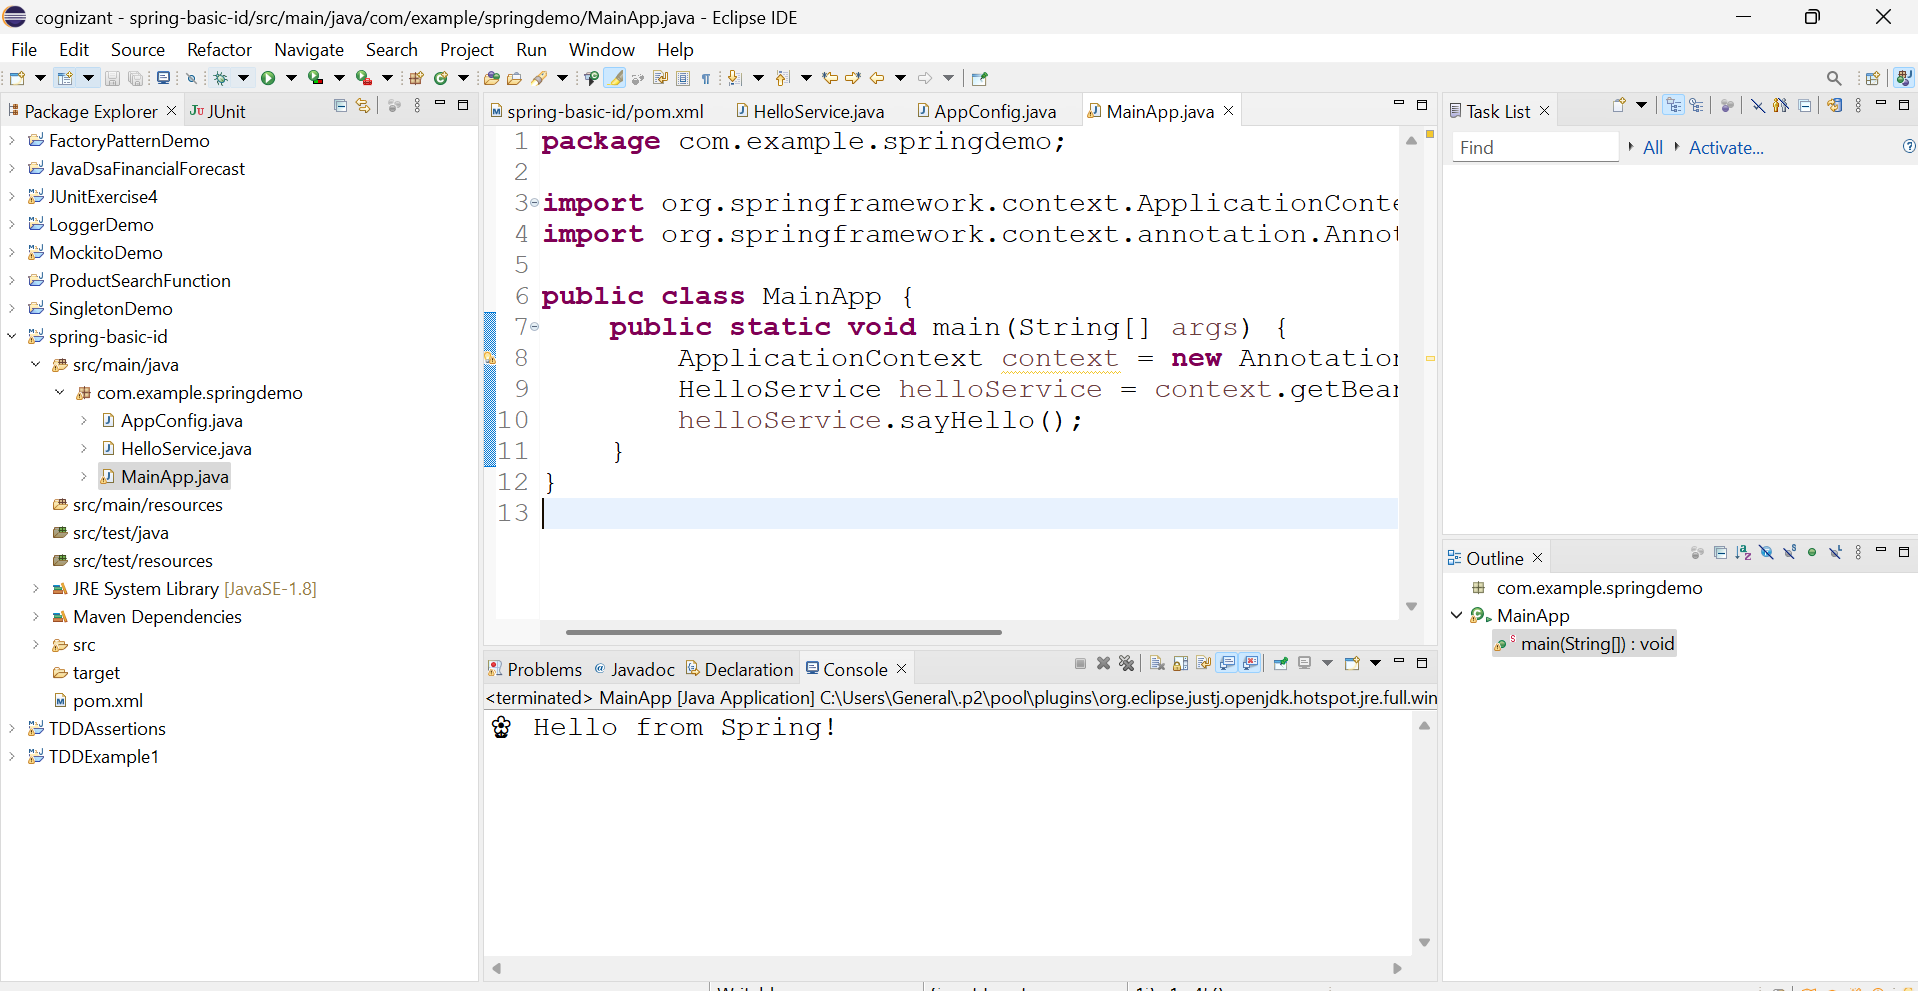 cognizant - spring-basic-id/src/main/java/com/example/springdemo/MainApp.java - Eclipse IDE
File Edit Source Refactor Navigate Search Project Run Window Help
Package Explorer
JUnit
FactoryPatternDemo
JavaDsaFinancialForecast
JUnitExercise4
LoggerDemo
MockitoDemo
ProductSearchFunction
SingletonDemo
spring-basic-id
src/main/java
com.example.springdemo
AppConfig.java
HelloService.java
MainApp.java
src/main/resources
src/test/java
src/test/resources
JRE System Library [JavaSE-1.8]
Maven Dependencies
src
target
pom.xml
TDDAssertions
TDDExample1
spring-basic-id/pom.xml HelloService.java AppConfig.java MainApp.java
1 package com.example.springdemo;
2
3 import org.springframework.context.ApplicationConte
4 import org.springframework.context.annotation.Annot
5
6 public class MainApp {
7 public static void main(String[] args) {
8 ApplicationContext context = new Annotation
9 HelloService helloService = context.getBean
10 helloService.sayHello();
11 }
12 }
13
Problems @ Javadoc Declaration Console
<terminated> MainApp [Java Application] C:\Users\General\.p2\pool\plugins\org.eclipse.justj.openjdk.hotspot.jre.full.win
Hello from Spring!
Task List
Find All Activate...
Outline
com.example.springdemo
MainApp
main(String[]) : void